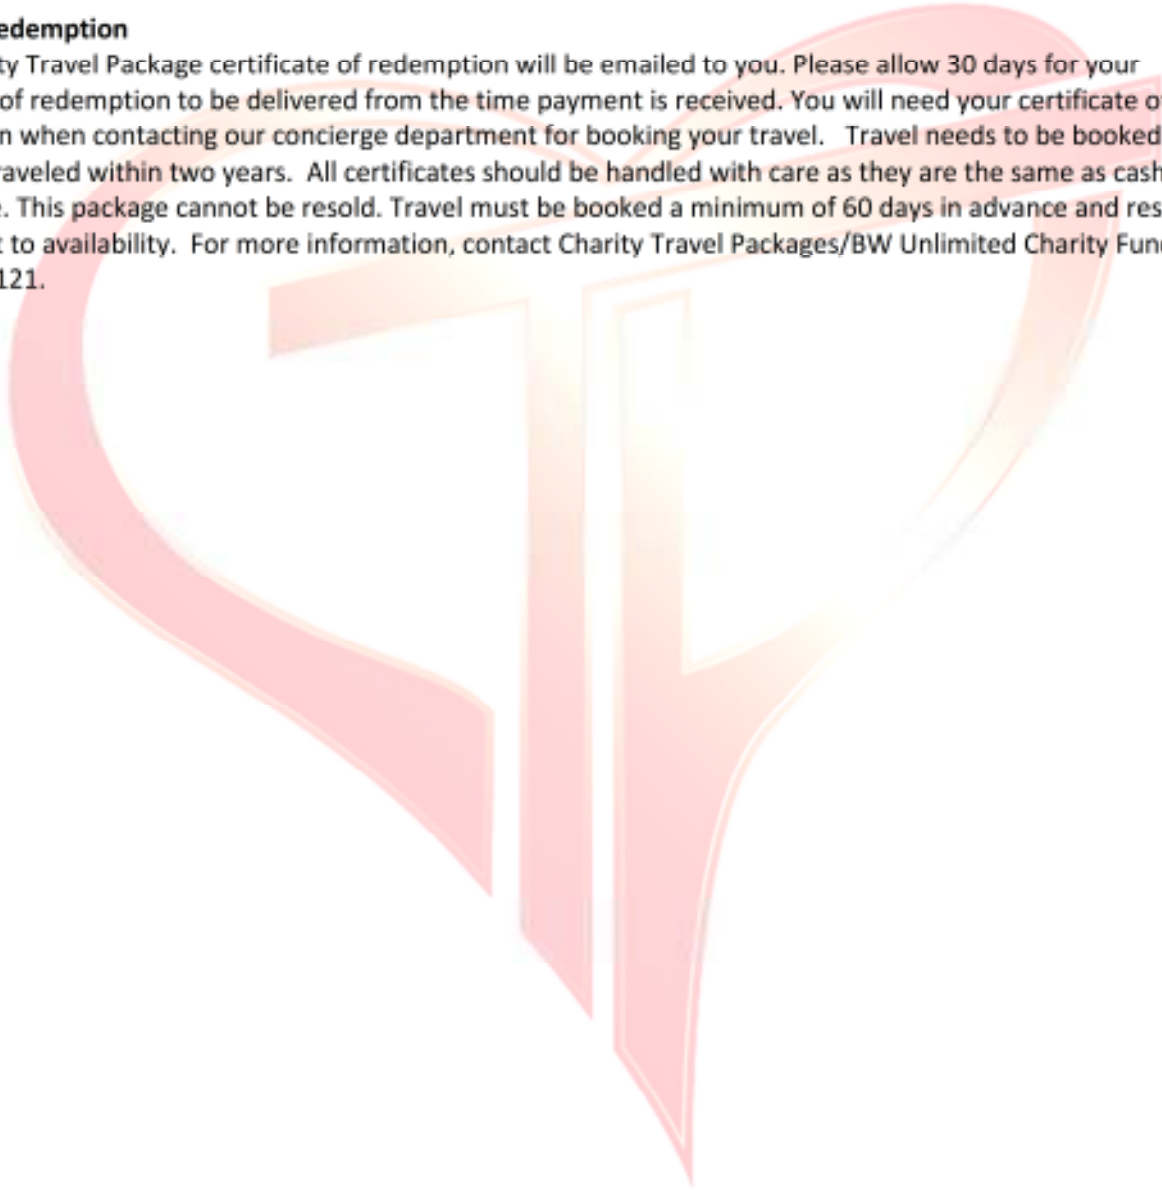 edemption
ty Travel Package certificate of redemption will be emailed to you. Please allow 30 days for your
of redemption to be delivered from the time payment is received. You will need your certificate o
n when contacting our concierge department for booking your travel.   Travel needs to be booked
raveled within two years.  All certificates should be handled with care as they are the same as cash
e. This package cannot be resold. Travel must be booked a minimum of 60 days in advance and res
t to availability.  For more information, contact Charity Travel Packages/BW Unlimited Charity Fun
121.